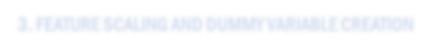 3. FEATURE SCALING AND DUMMY VARIABLE CREATION